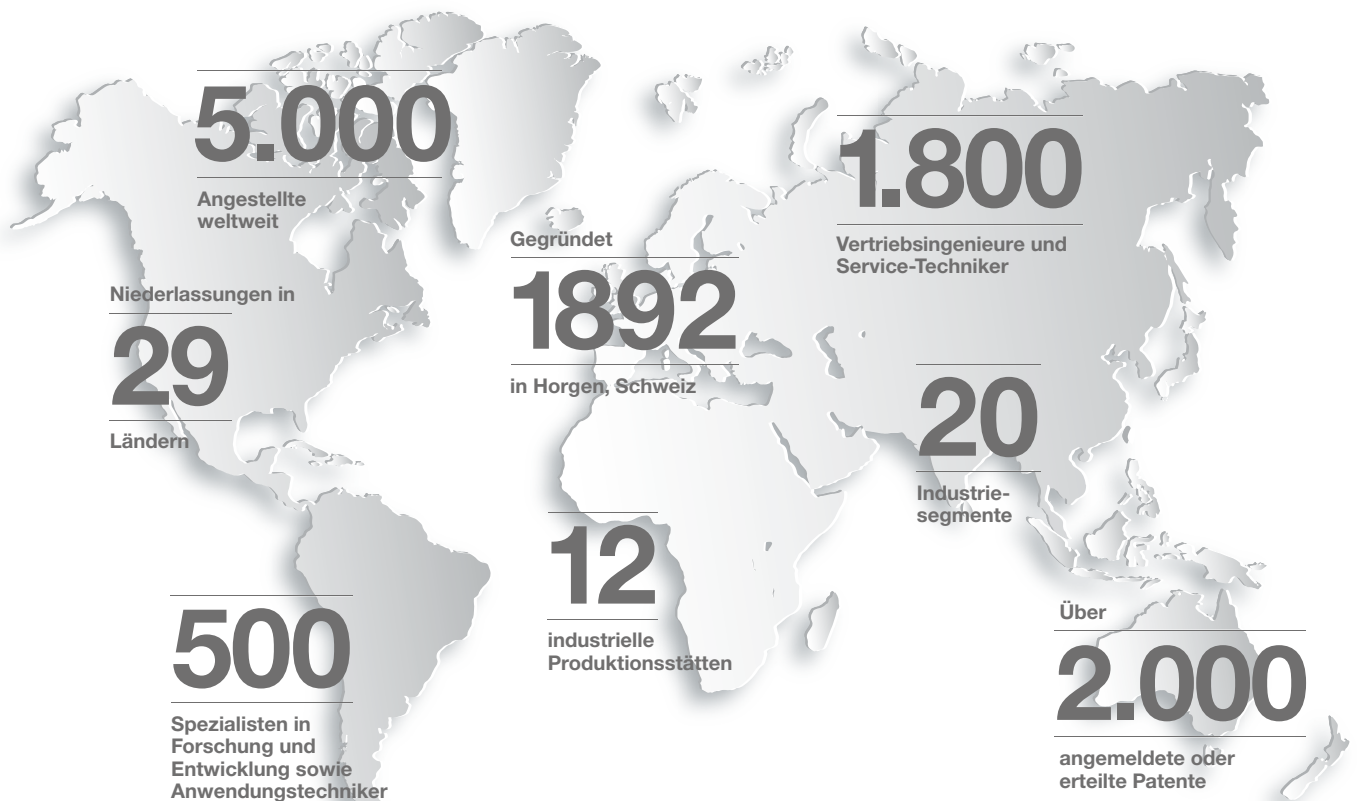 5.000
Angestellte
weltweit
1.800
Vertriebsingenieure und
Service-Techniker
Gegründet
1892
in Horgen, Schweiz
Niederlassungen in
29
Ländern
20
Industrie-
segmente
12
industrielle
Produktionsstätten
500
Spezialisten in
Forschung und
Entwicklung sowie
Anwendungstechniker
Über
2.000
angemeldete oder
erteilte Patente